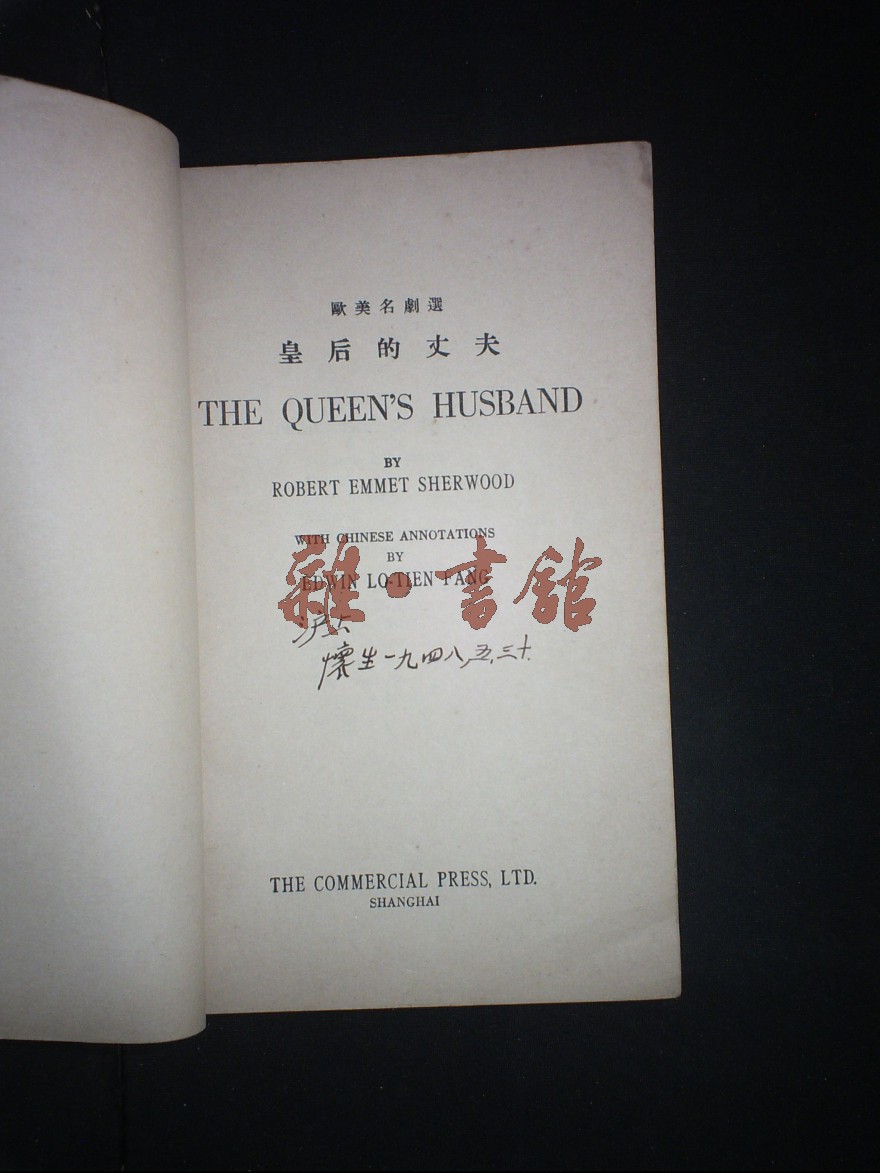 歐美名劇選
皇后的丈夫
THE QUEEN'S HUSBAND
BY
ROBERT EMMET SHERWOOD
WITH CHINESE ANNOTATIONS
BY
EDWIN LO-TIEN FANG
雜·書館
懷生一九四八,五,三十.
THE COMMERCIAL PRESS, LTD.
SHANGHAI